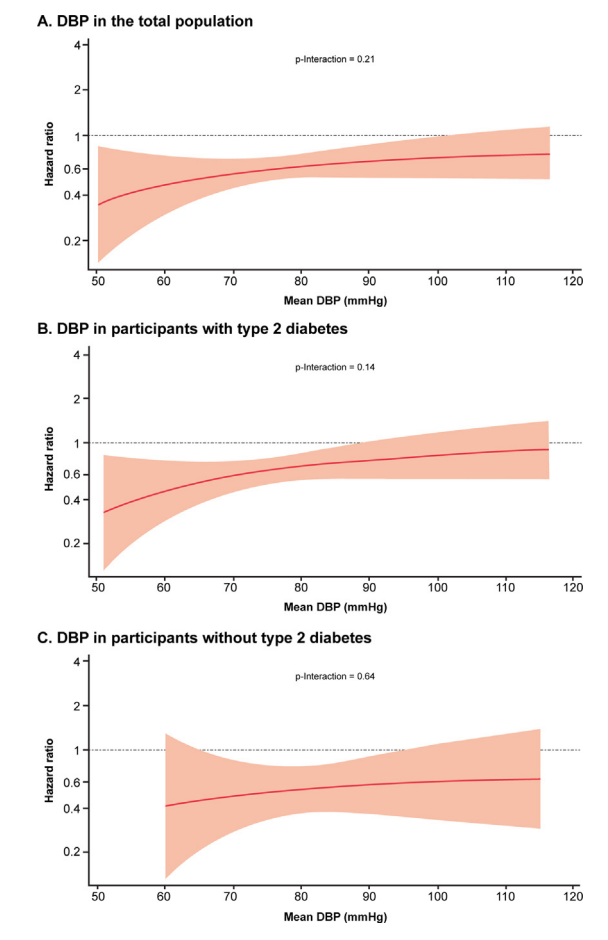 A. DBP in the total population
p-Interaction = 0.21
Hazard ratio
4
2
1
0.6
0.4
0.2
50 60 70 80 90 100 110 120
Mean DBP (mmHg)
B. DBP in participants with type 2 diabetes
p-Interaction = 0.14
Hazard ratio
4
2
1
0.6
0.4
0.2
50 60 70 80 90 100 110 120
Mean DBP (mmHg)
C. DBP in participants without type 2 diabetes
p-Interaction = 0.64
Hazard ratio
4
2
1
0.6
0.4
0.2
50 60 70 80 90 100 110 120
Mean DBP (mmHg)